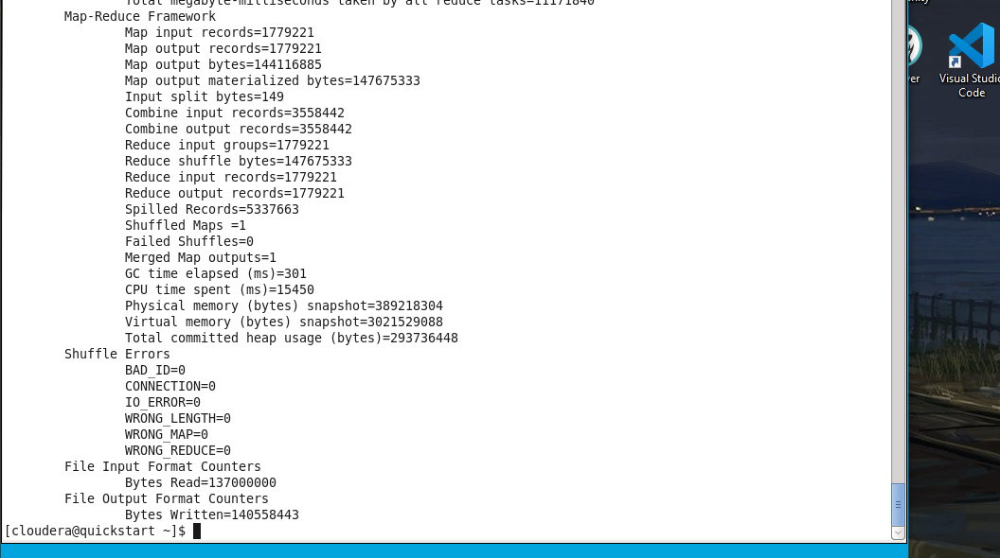 Total megabyte-milliseconds taken by all reduce tasks=11171840
Map-Reduce Framework
Map input records=1779221
Map output records=1779221
Map output bytes=144116885
Map output materialized bytes=147675333
Input split bytes=149
Combine input records=3558442
Combine output records=3558442
Reduce input groups=1779221
Reduce shuffle bytes=147675333
Reduce input records=1779221
Reduce output records=1779221
Spilled Records=5337663
Shuffled Maps =1
Failed Shuffles=0
Merged Map outputs=1
GC time elapsed (ms)=301
CPU time spent (ms)=15450
Physical memory (bytes) snapshot=389218304
Virtual memory (bytes) snapshot=3021529088
Total committed heap usage (bytes)=293736448
Shuffle Errors
BAD_ID=0
CONNECTION=0
IO_ERROR=0
WRONG_LENGTH=0
WRONG_MAP=0
WRONG_REDUCE=0
File Input Format Counters
Bytes Read=137000000
File Output Format Counters
Bytes Written=140558443
[cloudera@quickstart ~]$
ver
Visual Studio
Code